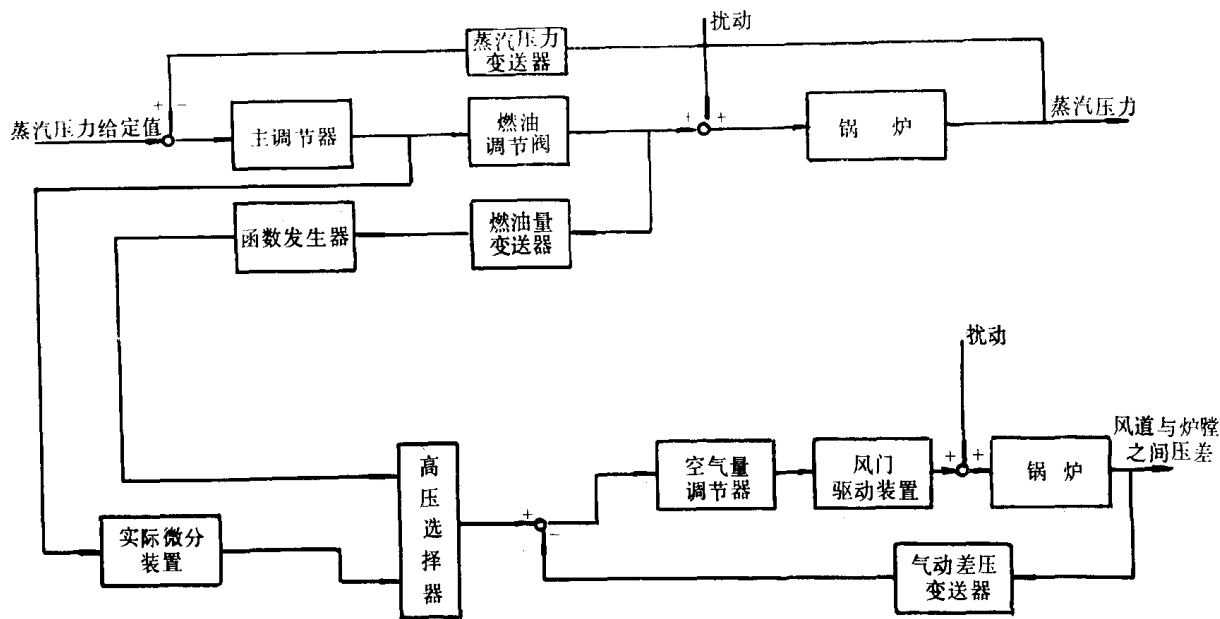 扰动
蒸汽压力
变送器
+ −
蒸汽压力给定值
主调节器
燃油
调节阀
+ +
锅 炉
蒸汽压力
函数发生器
燃油量
变送器
扰动
高压选择器
空气量
调节器
风门
驱动装置
+ +
锅 炉
风道与炉膛
之间压差
+
−
实际微分
装置
气动差压
变送器